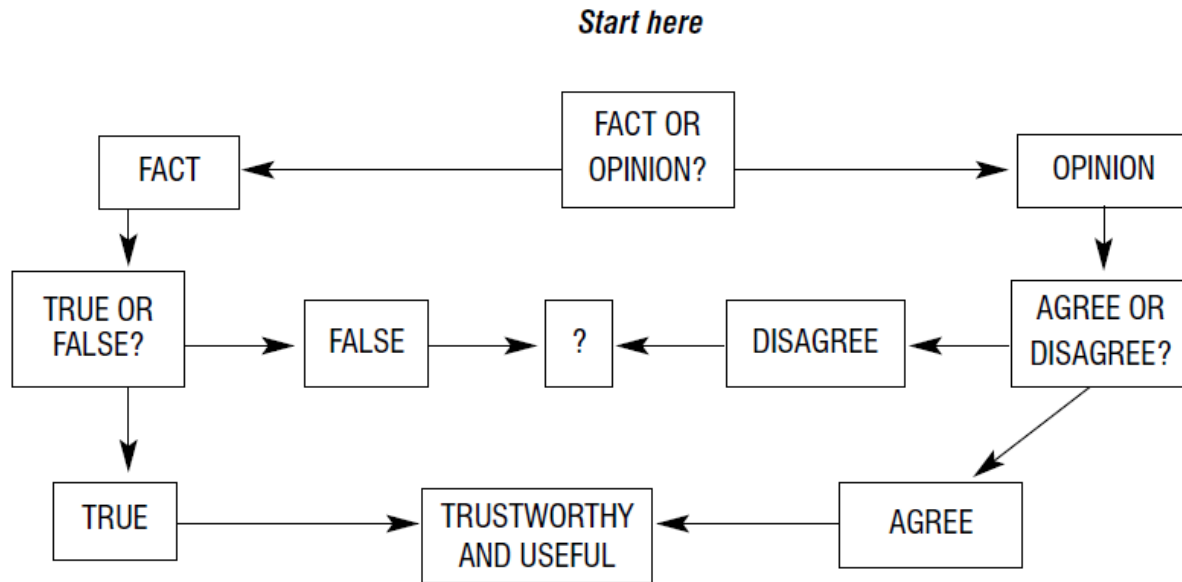 Start here
FACT OR
OPINION?
FACT
OPINION
TRUE OR
FALSE?
FALSE
?
DISAGREE
AGREE OR
DISAGREE?
TRUE
TRUSTWORTHY
AND USEFUL
AGREE